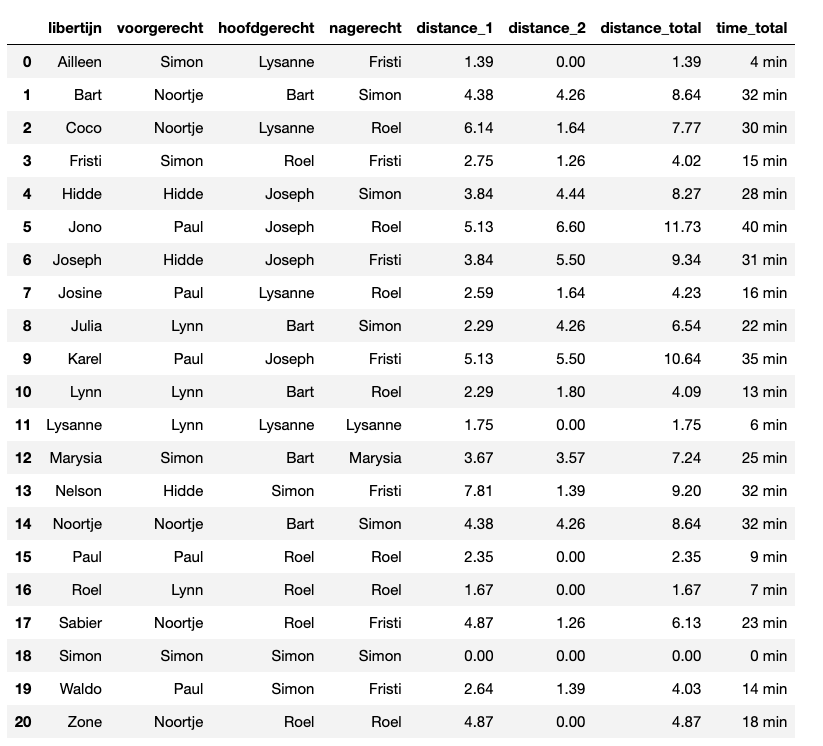 libertijn voorgerecht hoofdgerecht nagerecht distance_1 distance_2 distance_total time_total
0 Ailleen Simon Lysanne Fristi 1.39 0.00 1.39 4 min
1 Bart Noortje Bart Simon 4.38 4.26 8.64 32 min
2 Coco Noortje Lysanne Roel 6.14 1.64 7.77 30 min
3 Fristi Simon Roel Fristi 2.75 1.26 4.02 15 min
4 Hidde Hidde Joseph Simon 3.84 4.44 8.27 28 min
5 Jono Paul Joseph Roel 5.13 6.60 11.73 40 min
6 Joseph Hidde Joseph Fristi 3.84 5.50 9.34 31 min
7 Josine Paul Lysanne Roel 2.59 1.64 4.23 16 min
8 Julia Lynn Bart Simon 2.29 4.26 6.54 22 min
9 Karel Paul Joseph Fristi 5.13 5.50 10.64 35 min
10 Lynn Lynn Bart Roel 2.29 1.80 4.09 13 min
11 Lysanne Lynn Lysanne Lysanne 1.75 0.00 1.75 6 min
12 Marysia Simon Bart Marysia 3.67 3.57 7.24 25 min
13 Nelson Hidde Simon Fristi 7.81 1.39 9.20 32 min
14 Noortje Noortje Bart Simon 4.38 4.26 8.64 32 min
15 Paul Paul Roel Roel 2.35 0.00 2.35 9 min
16 Roel Lynn Roel Roel 1.67 0.00 1.67 7 min
17 Sabier Noortje Roel Fristi 4.87 1.26 6.13 23 min
18 Simon Simon Simon Simon 0.00 0.00 0.00 0 min
19 Waldo Paul Simon Fristi 2.64 1.39 4.03 14 min
20 Zone Noortje Roel Roel 4.87 0.00 4.87 18 min